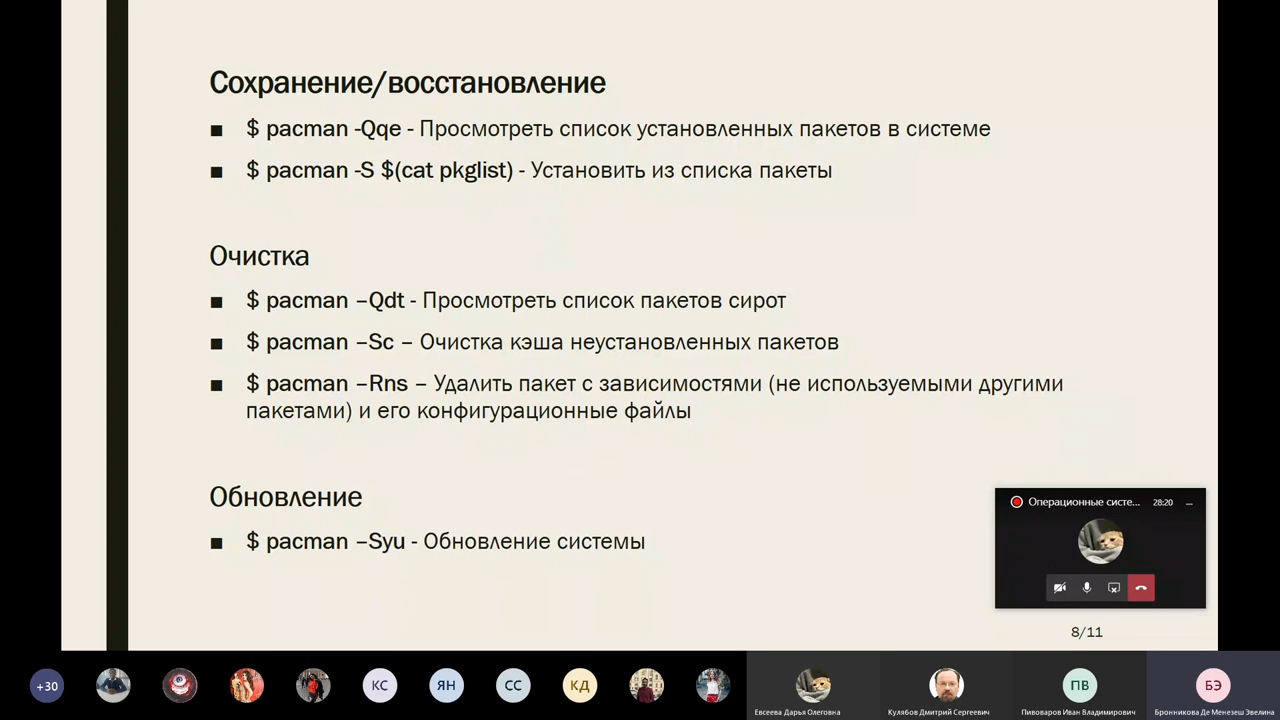 Сохранение/восстановление
■ $ pacman -Qqe - Просмотреть список установленных пакетов в системе
■ $ pacman -S $(cat pkglist) - Установить из списка пакеты
Очистка
■ $ pacman –Qdt - Просмотреть список пакетов сирот
■ $ pacman –Sc – Очистка кэша неустановленных пакетов
■ $ pacman –Rns – Удалить пакет с зависимостями (не используемыми другими
пакетами) и его конфигурационные файлы
Обновление
■ $ pacman –Syu - Обновление системы
Операционные систе... 28:20
8/11
+30
КС
ЯН
СС
КД
ПВ
БЭ
Евсеева Дарья Олеговна
Кулябов Дмитрий Сергеевич
Пивоваров Иван Владимирович
Бронникова Де Менезеш Эвелина